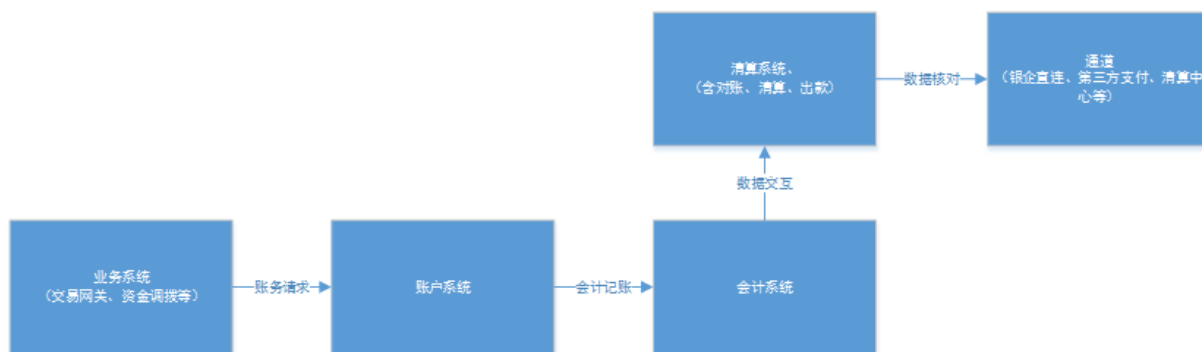 清算系统、
（含对账、清算、出款）
数据核对
通道
（银企直连、第三方支付、清算中
心等）
数据交互
业务系统
（交易网关、资金调拨等）
账务请求
账户系统
会计记账
会计系统